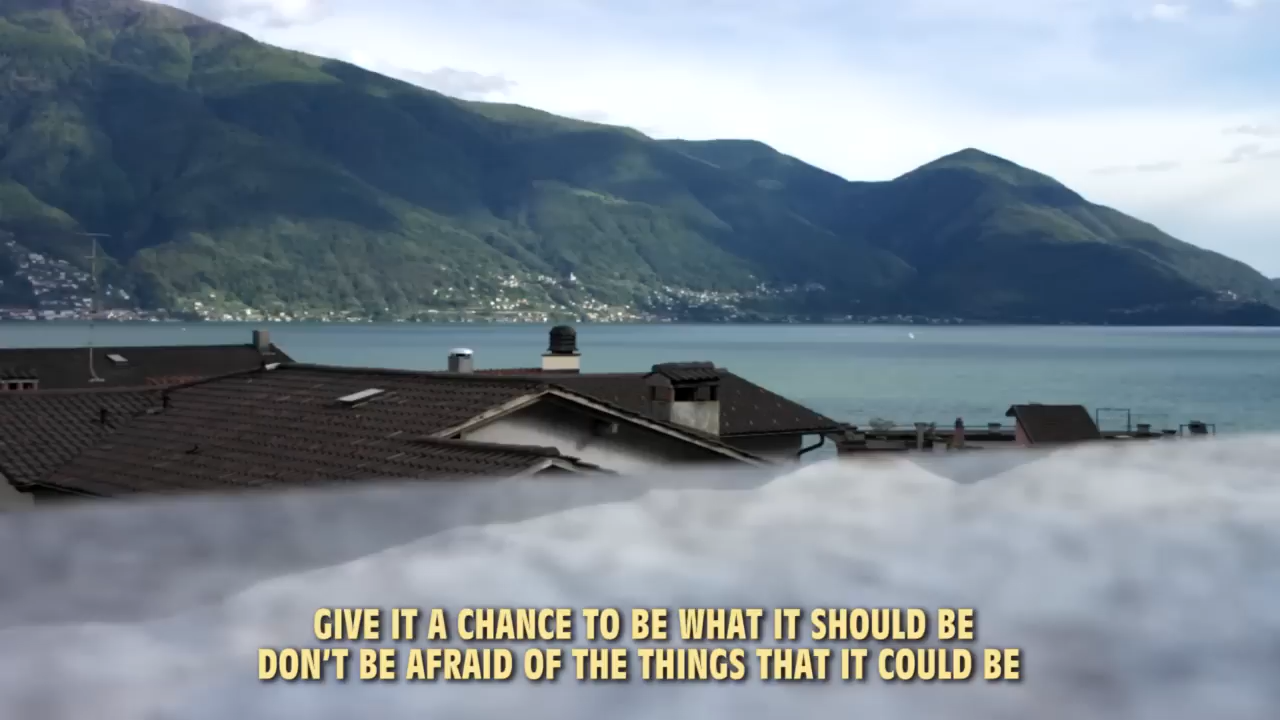 GIVE IT A CHANCE TO BE WHAT IT SHOULD BE
DON'T BE AFRAID OF THE THINGS THAT IT COULD BE